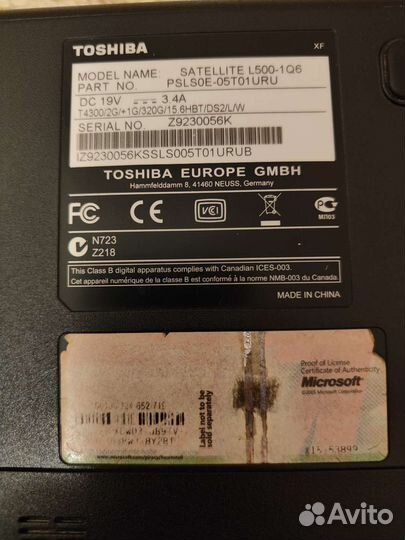 TOSHIBA
XF
MODEL NAME: SATELLITE L500-1Q6
PART NO. PSLS0E-05T01URU
DC 19V 3.4A
T4300/2G/+1G/320G/15.6HBT/DS2/L/W
SERIAL NO. Z9230056K
IZ9230056KSSLS005T01URUB
TOSHIBA EUROPE GMBH
Hammfelddamm 8, 41460 NEUSS, Germany
FC CE VCI
N723
Z218
This Class B digital apparatus complies with Canadian ICES-003.
Cet appareil numérique de la classe B est conformé à la norme NMB-003 du Canada.
MADE IN CHINA
Proof of License
Certificate of Authenticity
Microsoft
Label not to be
sold separately
X15-53899
Avito